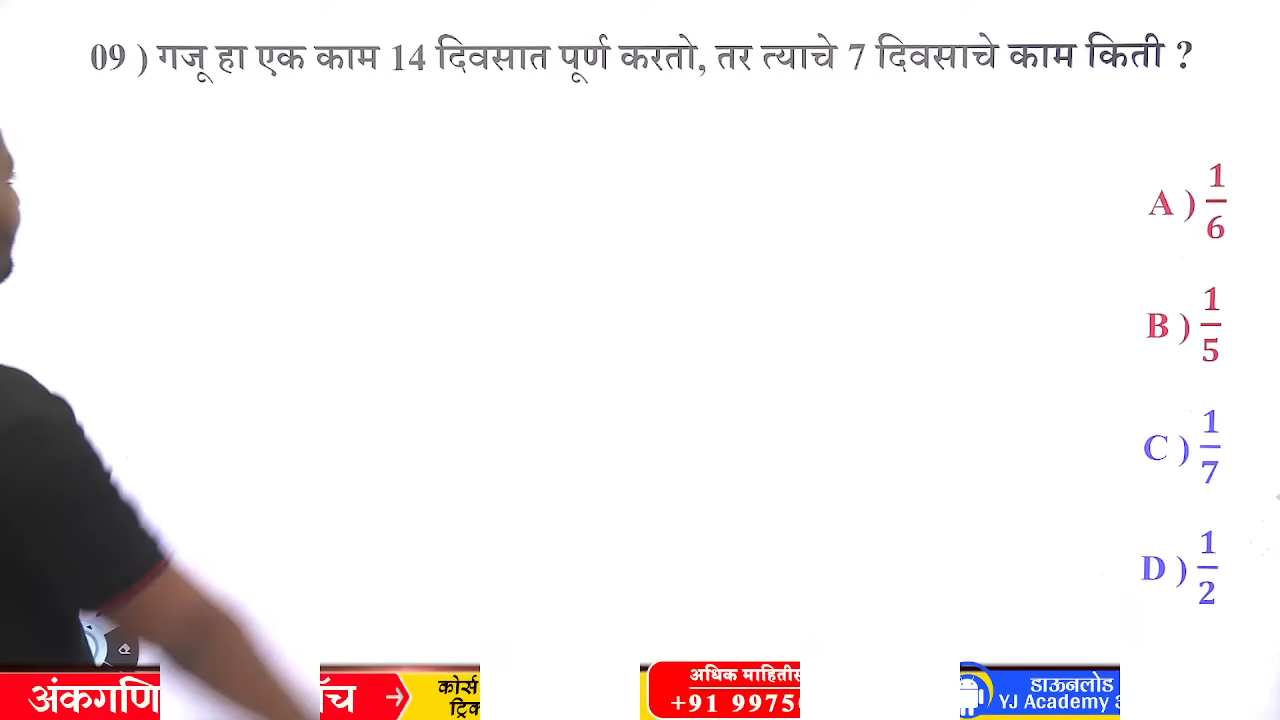 09 ) गजू हा एक काम 14 दिवसात पूर्ण करतो, तर त्याचे 7 दिवसाचे काम किती ?
A ) 1/6
B ) 1/5
C ) 1/7
D ) 1/2
कोर्स
अधिक माहितीस
+91 9975
डाऊनलोड
YJ Academy